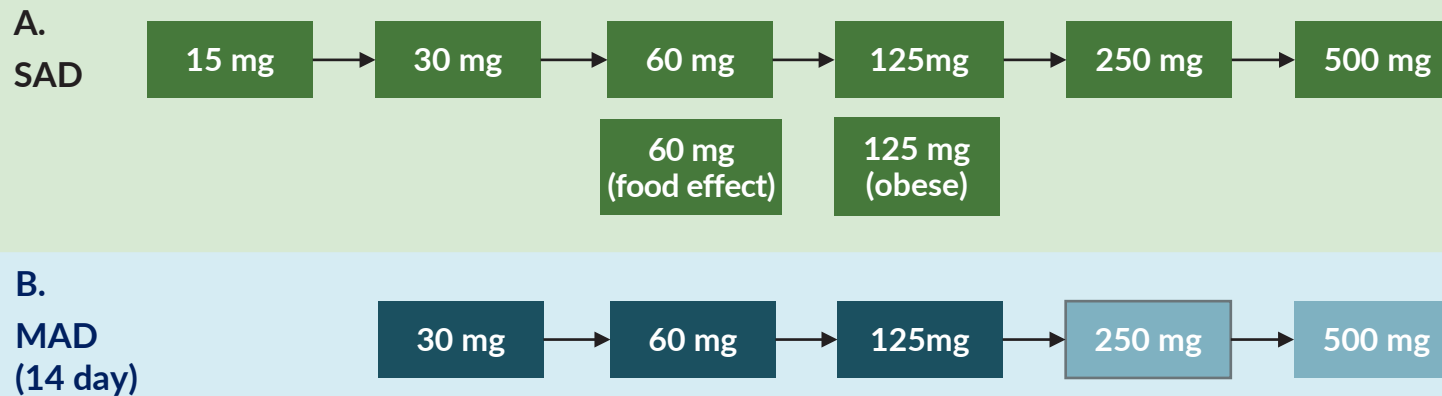 A.
SAD
15 mg
30 mg
60 mg
125mg
250 mg
500 mg
60 mg
(food effect)
125 mg
(obese)
B.
MAD
(14 day)
30 mg
60 mg
125mg
250 mg
500 mg